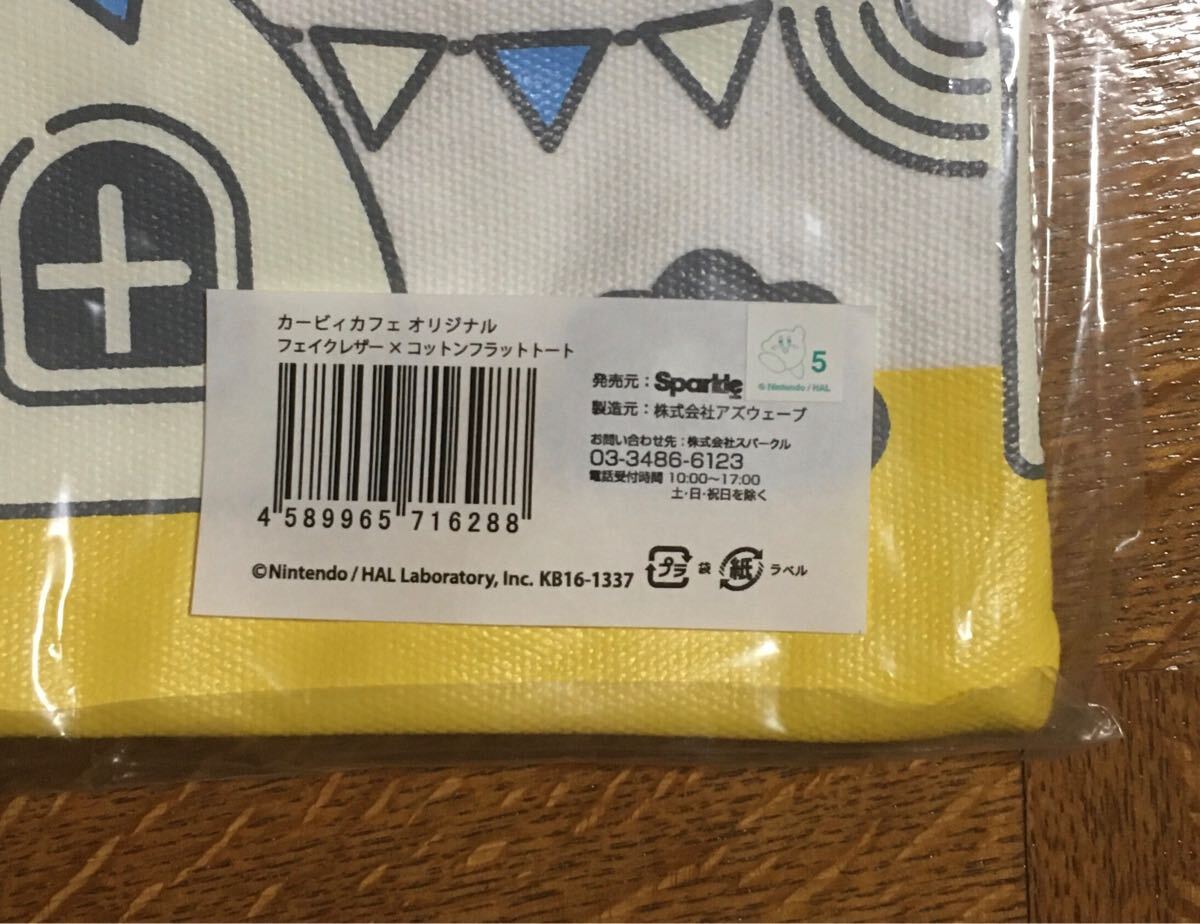 カービィカフェ オリジナル
フェイクレザー×コットンフラットトート
4 589965 716288
発売元：Sparkle
製造元：株式会社アズウェーブ
お問い合わせ先：株式会社スパークル
03-3486-6123
電話受付時間 10:00〜17:00
土・日・祝日を除く
5
© Nintendo / HAL
©Nintendo / HAL Laboratory, Inc. KB16-1337
プラ 袋 紙 ラベル